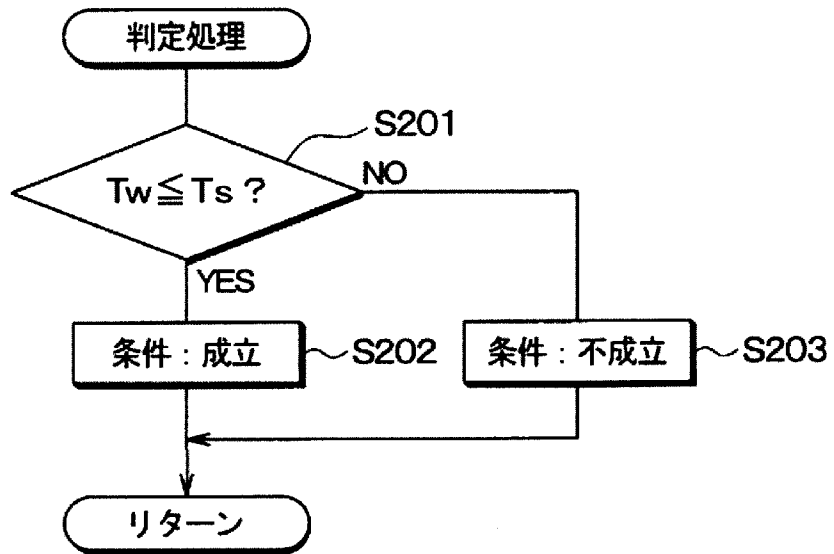 判定処理
S201
Tw≦Ts?
NO
YES
条件:成立
S202
条件:不成立
S203
リターン